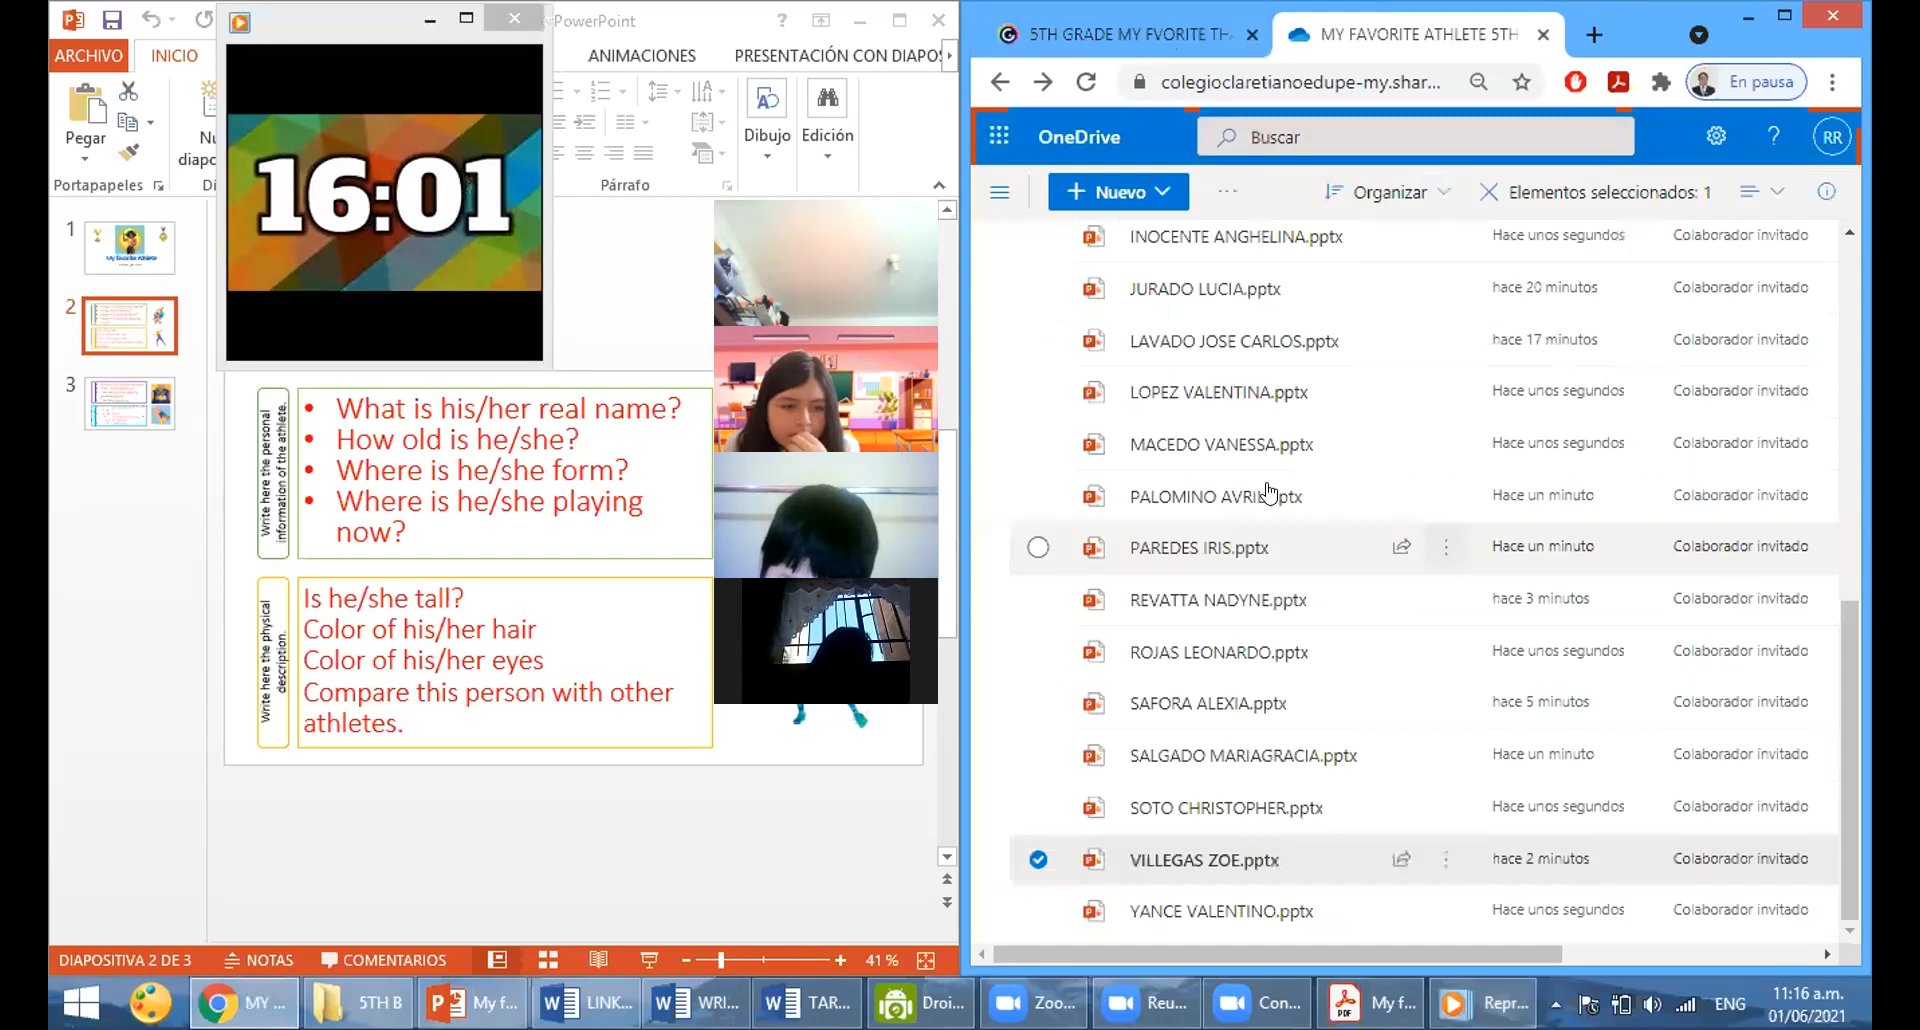 PowerPoint
ARCHIVO
INICIO
ANIMACIONES
PRESENTACIÓN CON DIAPOS
Pegar
Nu
diapo
Dibujo
Edición
Portapapeles
Di
Párrafo
16:01
1
My Favorite Athlete
2
3
Write here the personal
information of the athlete.
• What is his/her real name?
• How old is he/she?
• Where is he/she form?
• Where is he/she playing
now?
Write here the physical
description.
Is he/she tall?
Color of his/her hair
Color of his/her eyes
Compare this person with other
athletes.
DIAPOSITIVA 2 DE 3
NOTAS
COMENTARIOS
41 %
5TH GRADE MY FVORITE TH
MY FAVORITE ATHLETE 5TH
colegioclaretianoedupe-my.shar...
En pausa
OneDrive
Buscar
RR
Nuevo
Organizar
Elementos seleccionados: 1
INOCENTE ANGHELINA.pptx Hace unos segundos Colaborador invitado
JURADO LUCIA.pptx hace 20 minutos Colaborador invitado
LAVADO JOSE CARLOS.pptx hace 17 minutos Colaborador invitado
LOPEZ VALENTINA.pptx Hace unos segundos Colaborador invitado
MACEDO VANESSA.pptx Hace unos segundos Colaborador invitado
PALOMINO Hace un minuto Colaborador invitado
PAREDES IRIS.pptx Hace un minuto Colaborador invitado
REVATTA NADYNE.pptx hace 3 minutos Colaborador invitado
ROJAS LEONARDO.pptx Hace unos segundos Colaborador invitado
SAFORA ALEXIA.pptx hace 5 minutos Colaborador invitado
SALGADO MARIAGRACIA.pptx Hace un minuto Colaborador invitado
SOTO CHRISTOPHER.pptx Hace unos segundos Colaborador invitado
VILLEGAS ZOE.pptx hace 2 minutos Colaborador invitado
YANCE VALENTINO.pptx Hace unos segundos Colaborador invitado
MY ...
5TH B
My f...
LINK...
WRI...
TAR...
Droi...
Zoo...
Reu...
Con...
My f...
Repr...
ENG
11:16 a.m.
01/06/2021